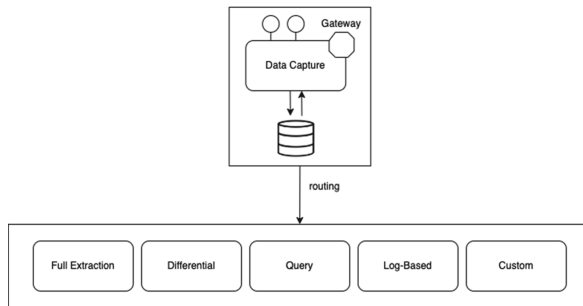 Gateway
Data Capture
routing
Full Extraction
Differential
Query
Log-Based
Custom